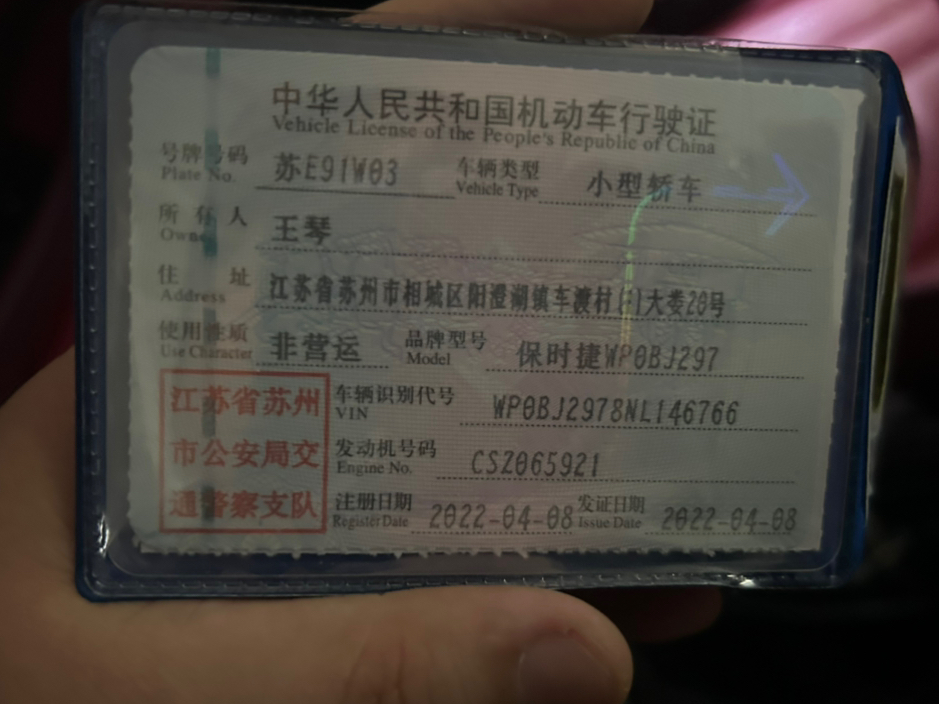 中华人民共和国机动车行驶证
Vehicle License of the People's Republic of China
号牌号码 苏E91W03 车辆类型 小型轿车
Plate No. Vehicle Type
所有人 王琴
Owner
住址 江苏省苏州市相城区阳澄湖镇车渡村 大娄20号
Address
使用性质 非营运 品牌型号 保时捷WP0BJ297
Use Character Model
江苏省苏州 车辆识别代号 WP0BJ2978NL146766
VIN
市公安局交 发动机号码 CSZ065921
Engine No.
通警察支队 注册日期 2022-04-08 发证日期 2022-04-08
Register Date Issue Date